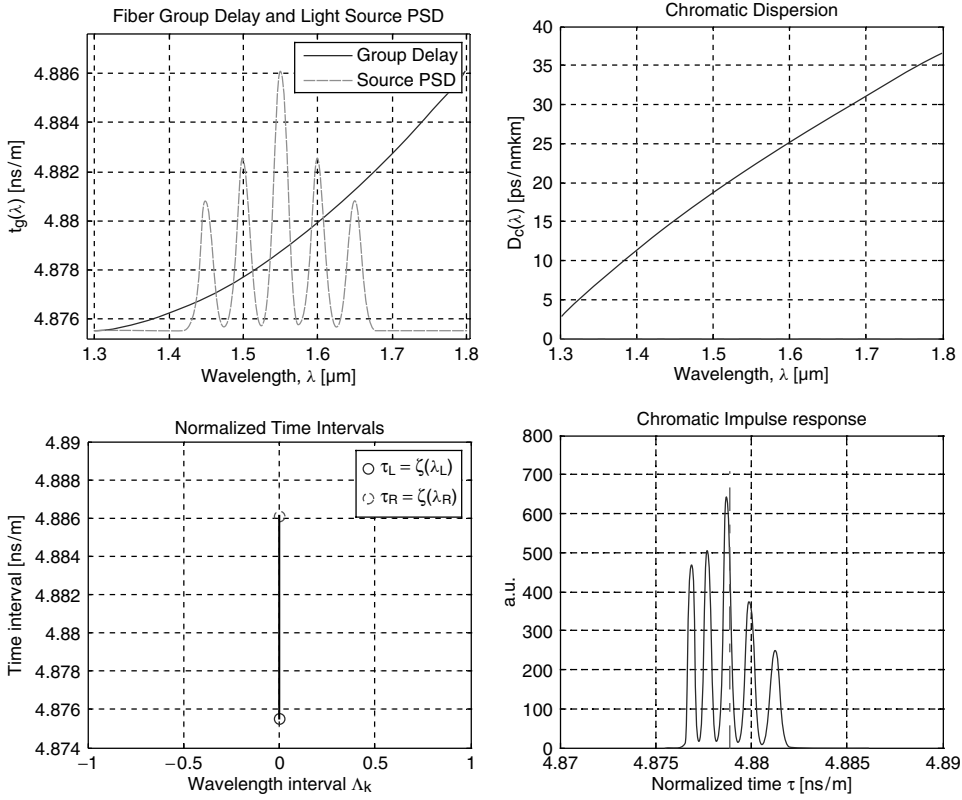 Fiber Group Delay and Light Source PSD
Group Delay
Source PSD
4.886
4.884
4.882
4.88
4.878
4.876
tg(λ) [ns/m]
1.3 1.4 1.5 1.6 1.7 1.8
Wavelength, λ [μm]
Chromatic Dispersion
40
35
30
25
20
15
10
5
0
Dc(λ) [ps/nmkm]
1.3 1.4 1.5 1.6 1.7 1.8
Wavelength, λ [μm]
Normalized Time Intervals
τL = ζ(λL)
τR = ζ(λR)
4.89
4.888
4.886
4.884
4.882
4.88
4.878
4.876
4.874
Time interval [ns/m]
−1 −0.5 0 0.5 1
Wavelength interval Λk
Chromatic Impulse response
800
700
600
500
400
300
200
100
0
a.u.
4.87 4.875 4.88 4.885 4.89
Normalized time τ [ns/m]